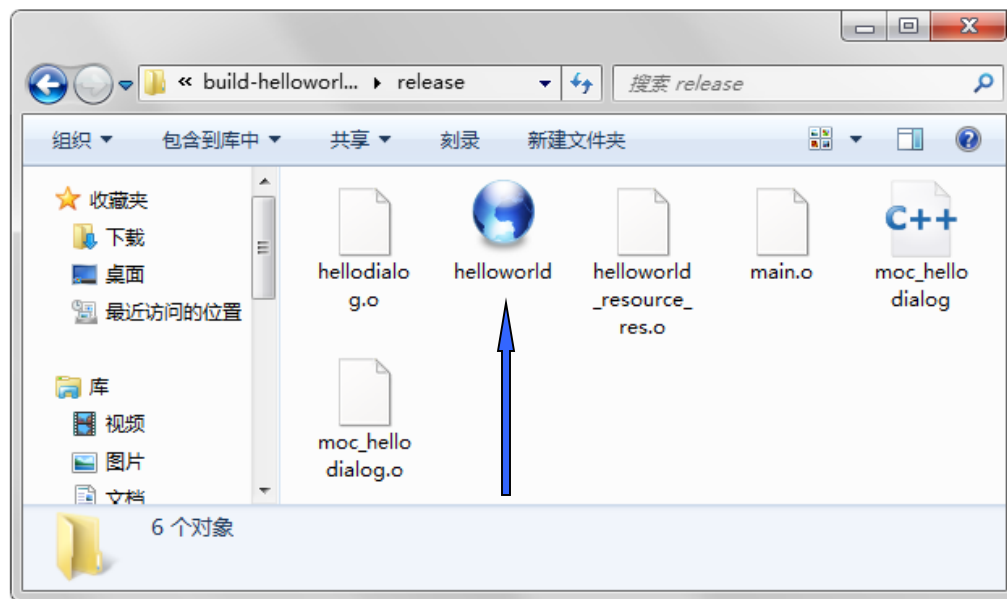 « build-helloworl... ▸ release
搜索 release
组织 包含到库中 共享 刻录 新建文件夹
收藏夹
下载
桌面
最近访问的位置
库
视频
图片
文档
hellodialo
g.o
helloworld
helloworld
_resource_
res.o
main.o
C++
moc_hello
dialog
moc_hello
dialog.o
6 个对象